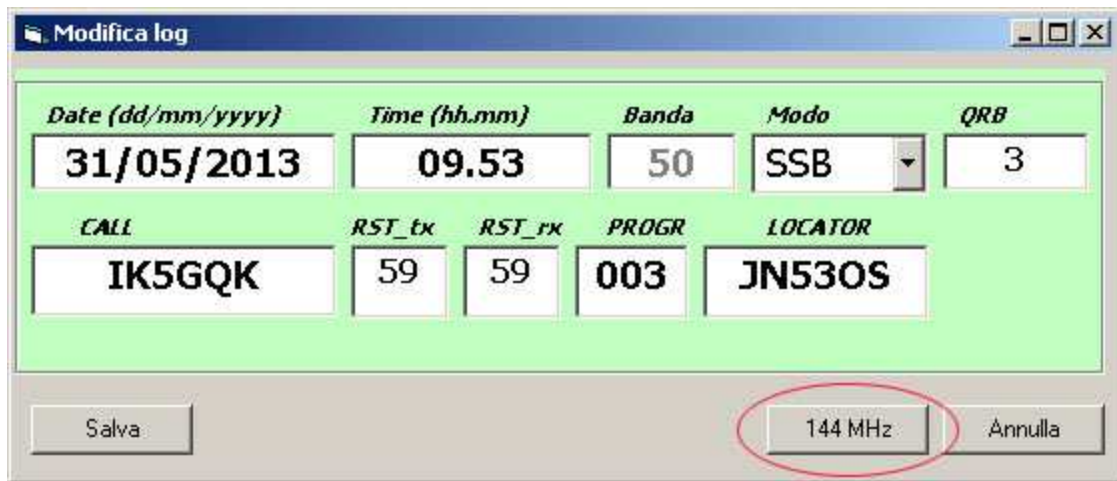 Modifica log
Date (dd/mm/yyyy) Time (hh.mm) Banda Modo QRB
31/05/2013 09.53 50 SSB 3
CALL RST_tx RST_rx PROGR LOCATOR
IK5GQK 59 59 003 JN53OS
Salva 144 MHz Annulla